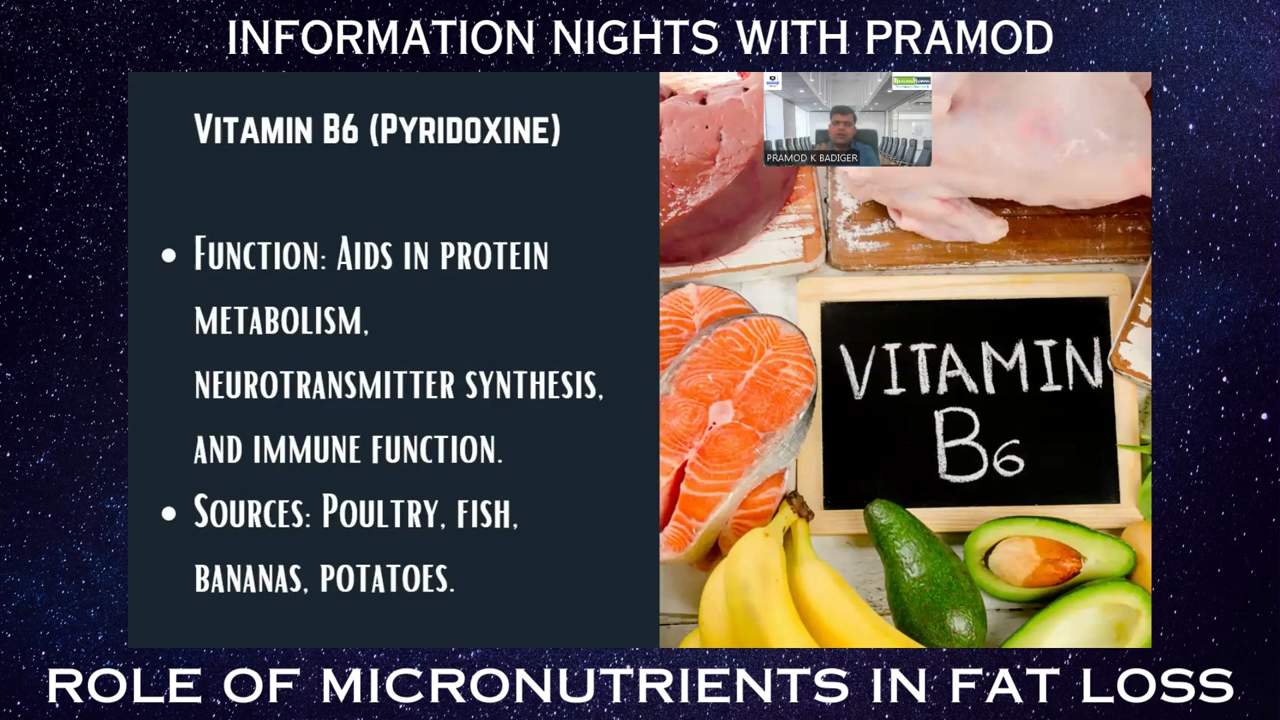 INFORMATION NIGHTS WITH PRAMOD
VITAMIN B6 (PYRIDOXINE)
• FUNCTION: AIDS IN PROTEIN
METABOLISM,
NEUROTRANSMITTER SYNTHESIS,
AND IMMUNE FUNCTION.
• SOURCES: POULTRY, FISH,
BANANAS, POTATOES.
PRAMOD K BADIGER
VITAMIN
B6
ROLE OF MICRONUTRIENTS IN FAT LOSS